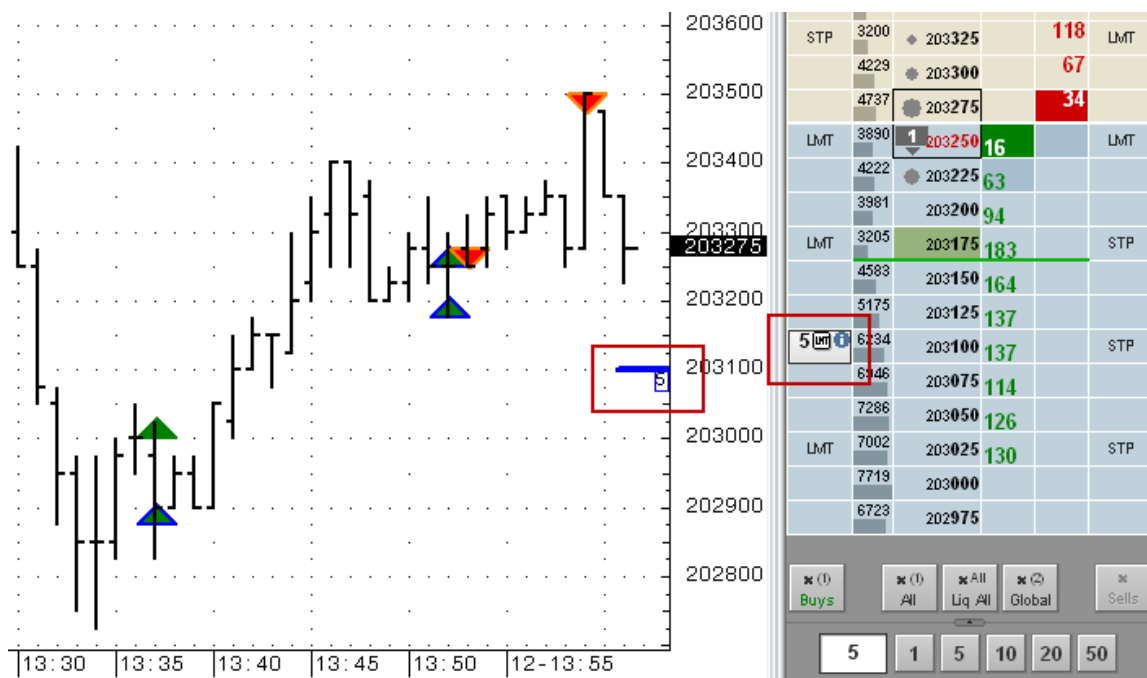 203600
203500
203400
203300
203275
203200
203100
5
203000
202900
202800
13:30 13:35 13:40 13:45 13:50 12-13:55
STP 3200 203325 118 LMT
4229 203300 67
4737 203275 34
LMT 3890 1 203250 16 LMT
4222 203225 63
3981 203200 94
LMT 3205 203175 183 STP
4583 203150 164
5175 203125 137
5 LMT i 6234 203100 137 STP
6946 203075 114
7286 203050 126
LMT 7002 203025 130 STP
7719 203000
6723 202975
x (1) x (1) x All x (2) x
Buys All Liq All Global Sells
5 1 5 10 20 50